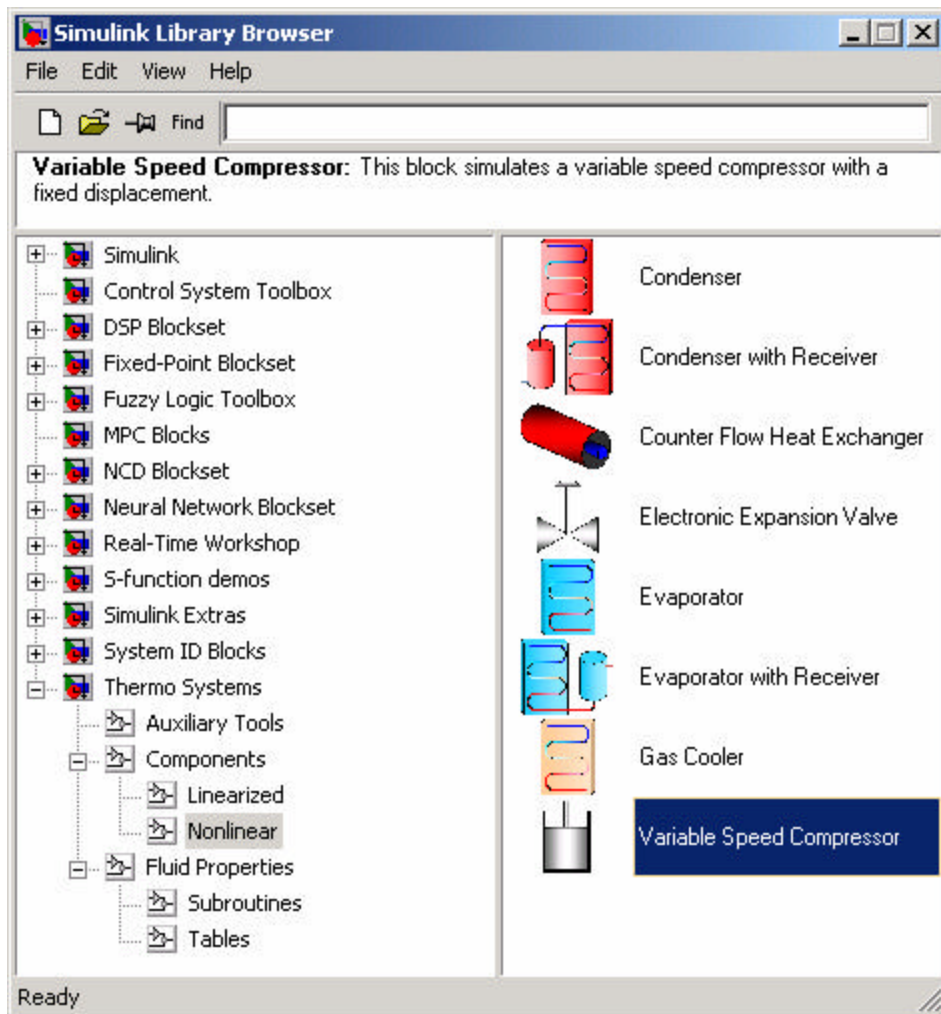 Simulink Library Browser
File Edit View Help
Find
Variable Speed Compressor: This block simulates a variable speed compressor with a
fixed displacement.
Simulink
Control System Toolbox
DSP Blockset
Fixed-Point Blockset
Fuzzy Logic Toolbox
MPC Blocks
NCD Blockset
Neural Network Blockset
Real-Time Workshop
S-function demos
Simulink Extras
System ID Blocks
Thermo Systems
Auxiliary Tools
Components
Linearized
Nonlinear
Fluid Properties
Subroutines
Tables
Condenser
Condenser with Receiver
Counter Flow Heat Exchanger
Electronic Expansion Valve
Evaporator
Evaporator with Receiver
Gas Cooler
Variable Speed Compressor
Ready